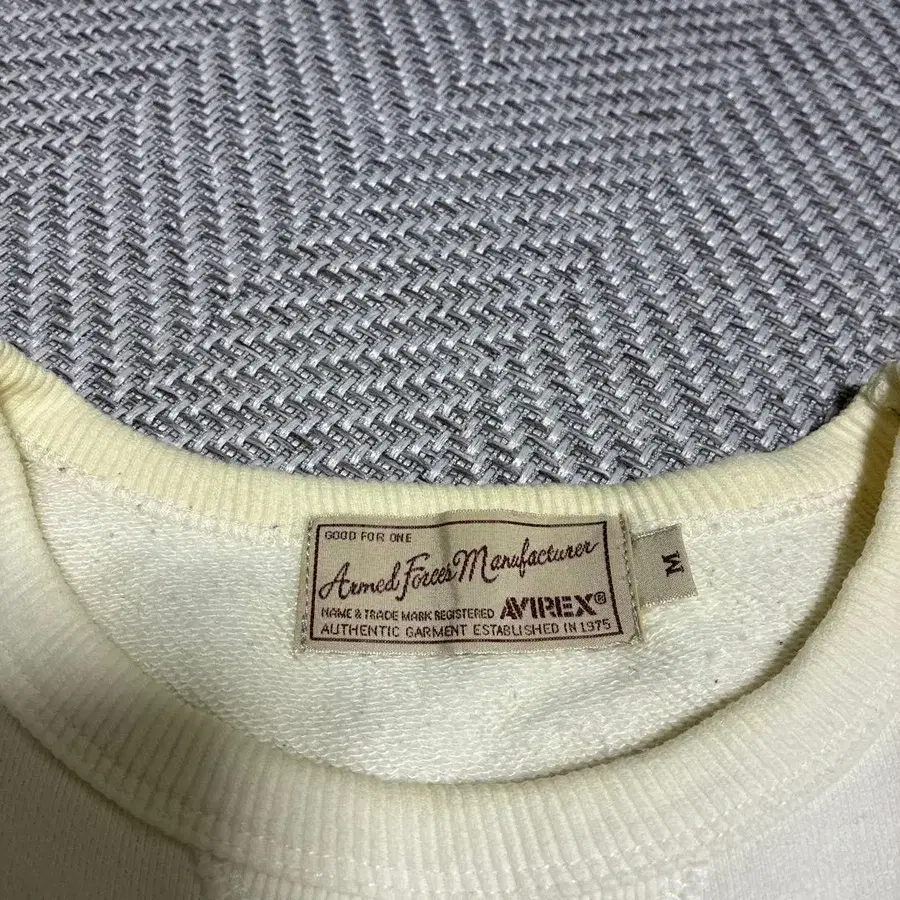 GOOD FOR ONE
Armed Forces Manufacturer
NAME & TRADE MARK REGISTERED AVIREX®
AUTHENTIC GARMENT ESTABLISHED IN 1975
M